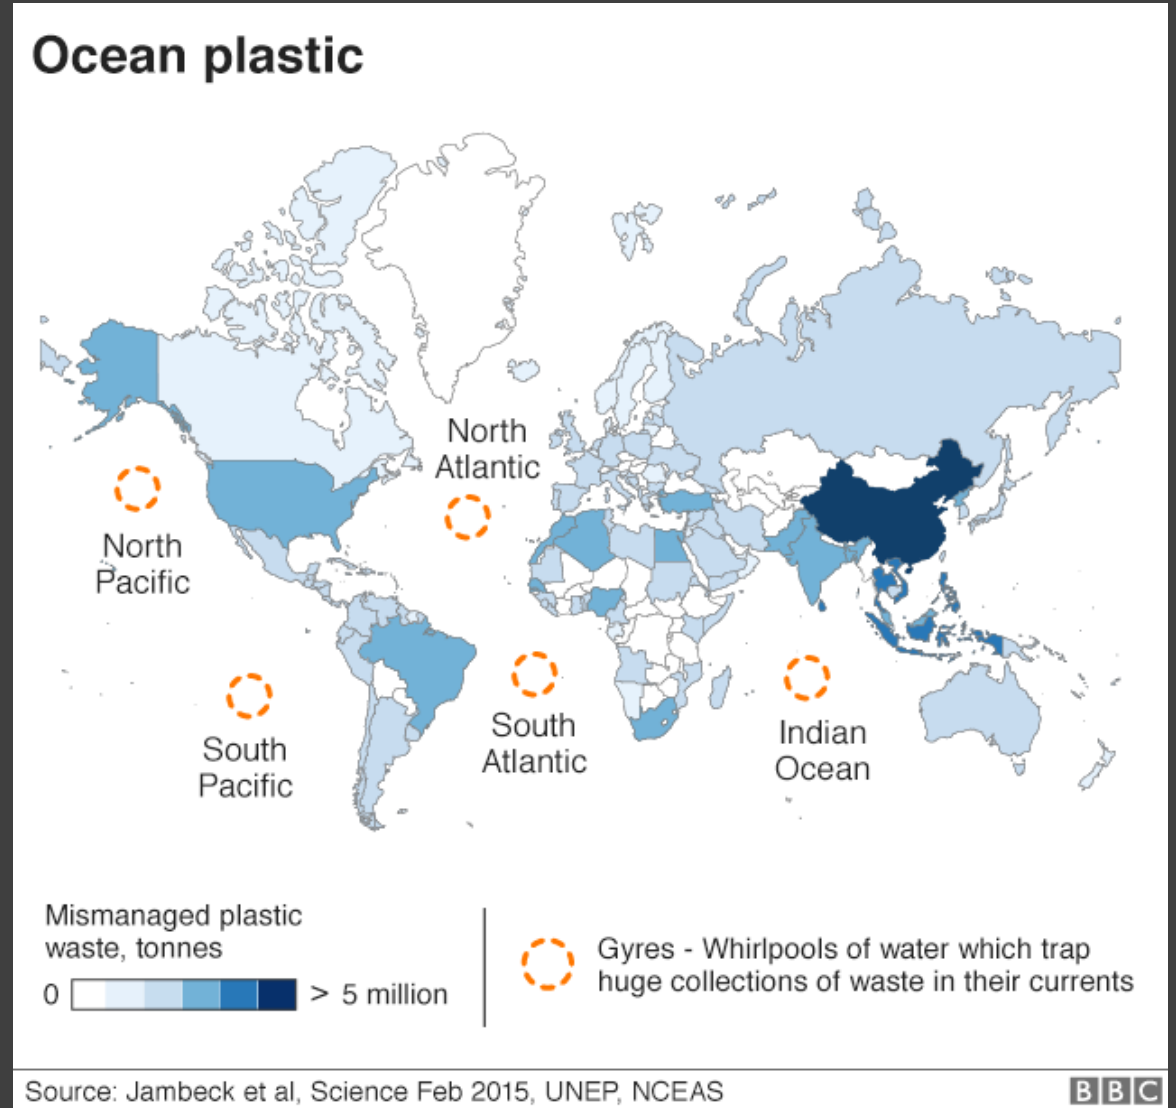 Ocean plastic
North
Atlantic
North
Pacific
South
Pacific
South
Atlantic
Indian
Ocean
Mismanaged plastic
waste, tonnes
0 > 5 million
Gyres - Whirlpools of water which trap
huge collections of waste in their currents
Source: Jambeck et al, Science Feb 2015, UNEP, NCEAS
BBC